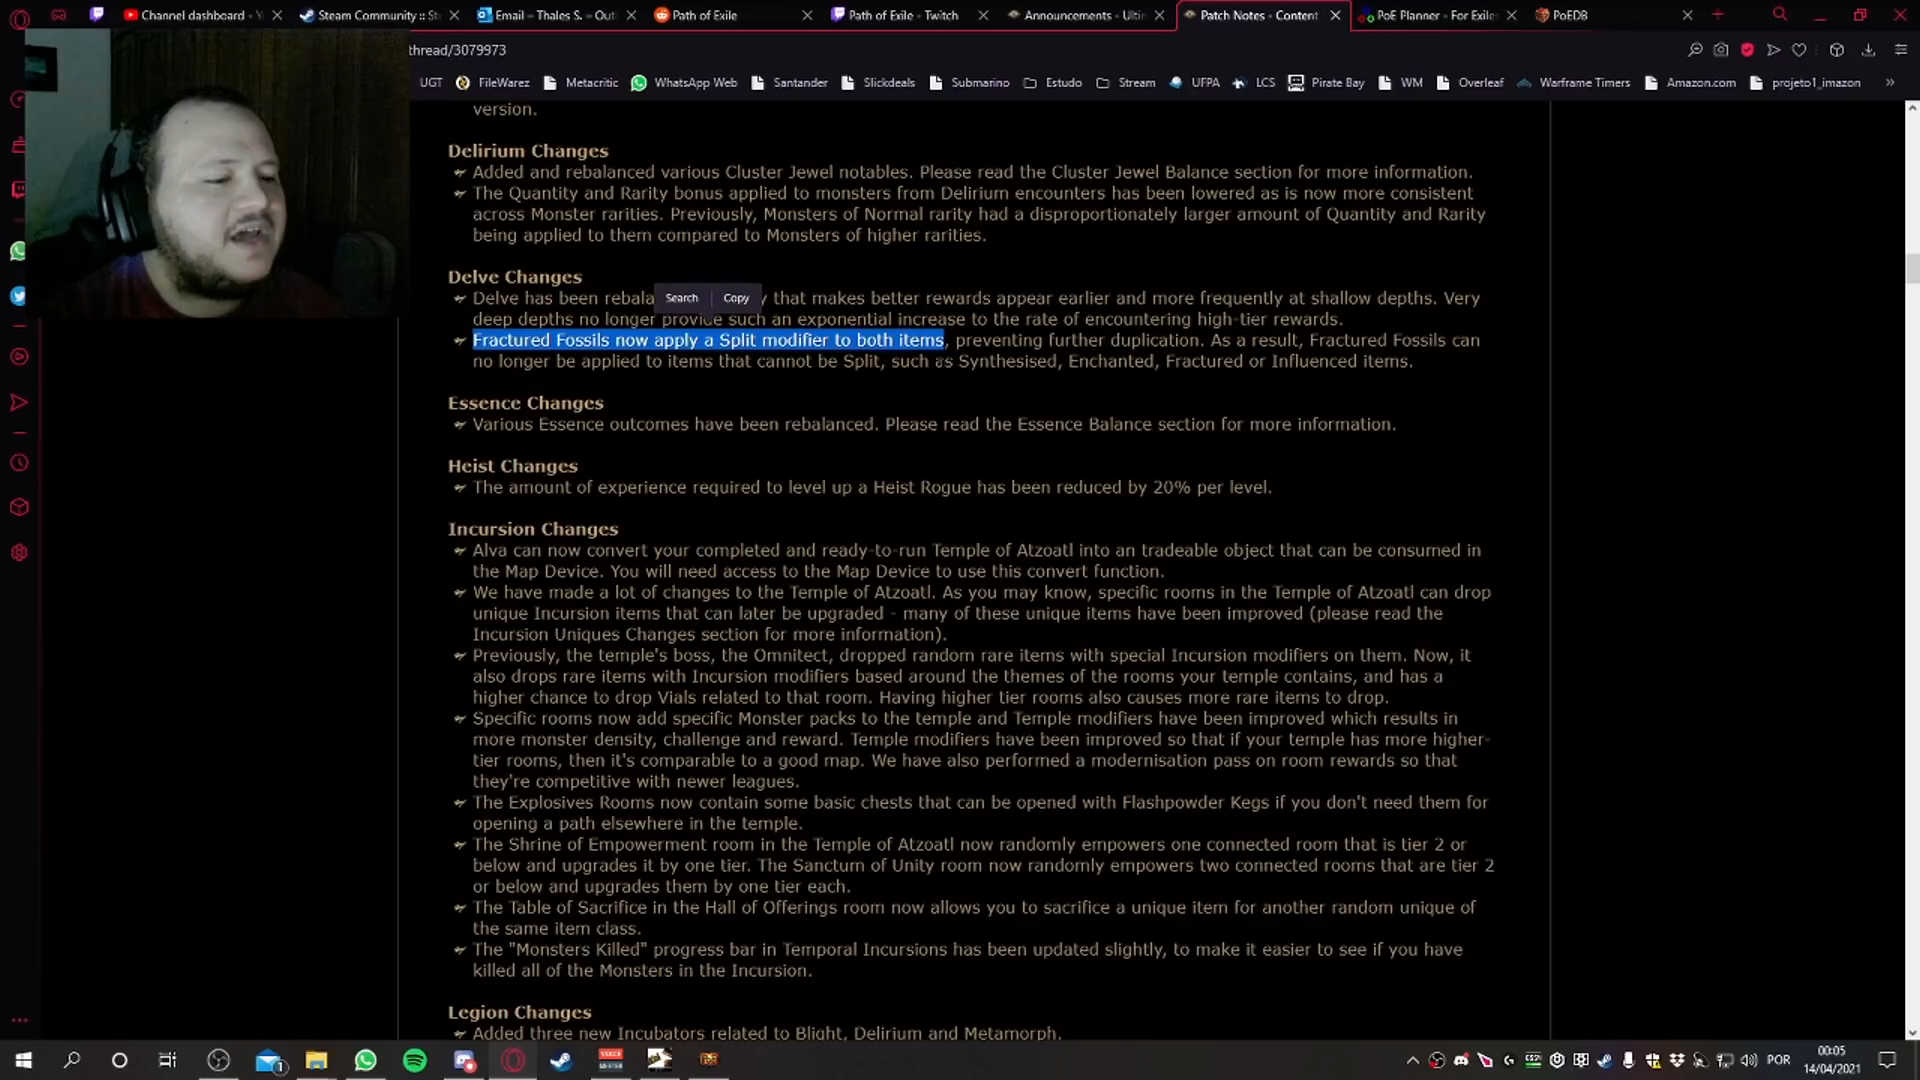 Channel dashboard - Y
Steam Community :: St
Email – Thales S. – Out
Path of Exile
Path of Exile - Twitch
Announcements - Ultin
Patch Notes - Content
PoE Planner - For Exiles
PoEDB
thread/3079973
UGT
FileWarez
Metacritic
WhatsApp Web
Santander
Slickdeals
Submarino
Estudo
Stream
UFPA
LCS
Pirate Bay
WM
Overleaf
Warframe Timers
Amazon.com
projeto1_imazon
version.
Delirium Changes
Added and rebalanced various Cluster Jewel notables. Please read the Cluster Jewel Balance section for more information.
The Quantity and Rarity bonus applied to monsters from Delirium encounters has been lowered as is now more consistent
across Monster rarities. Previously, Monsters of Normal rarity had a disproportionately larger amount of Quantity and Rarity
being applied to them compared to Monsters of higher rarities.
Delve Changes
Search Copy
Delve has been rebala y that makes better rewards appear earlier and more frequently at shallow depths. Very
deep depths no longer provide such an exponential increase to the rate of encountering high-tier rewards.
Fractured Fossils now apply a Split modifier to both items, preventing further duplication. As a result, Fractured Fossils can
no longer be applied to items that cannot be Split, such as Synthesised, Enchanted, Fractured or Influenced items.
Essence Changes
Various Essence outcomes have been rebalanced. Please read the Essence Balance section for more information.
Heist Changes
The amount of experience required to level up a Heist Rogue has been reduced by 20% per level.
Incursion Changes
Alva can now convert your completed and ready-to-run Temple of Atzoatl into an tradeable object that can be consumed in
the Map Device. You will need access to the Map Device to use this convert function.
We have made a lot of changes to the Temple of Atzoatl. As you may know, specific rooms in the Temple of Atzoatl can drop
unique Incursion items that can later be upgraded - many of these unique items have been improved (please read the
Incursion Uniques Changes section for more information).
Previously, the temple's boss, the Omnitect, dropped random rare items with special Incursion modifiers on them. Now, it
also drops rare items with Incursion modifiers based around the themes of the rooms your temple contains, and has a
higher chance to drop Vials related to that room. Having higher tier rooms also causes more rare items to drop.
Specific rooms now add specific Monster packs to the temple and Temple modifiers have been improved which results in
more monster density, challenge and reward. Temple modifiers have been improved so that if your temple has more higher-
tier rooms, then it's comparable to a good map. We have also performed a modernisation pass on room rewards so that
they're competitive with newer leagues.
The Explosives Rooms now contain some basic chests that can be opened with Flashpowder Kegs if you don't need them for
opening a path elsewhere in the temple.
The Shrine of Empowerment room in the Temple of Atzoatl now randomly empowers one connected room that is tier 2 or
below and upgrades it by one tier. The Sanctum of Unity room now randomly empowers two connected rooms that are tier 2
or below and upgrades them by one tier each.
The Table of Sacrifice in the Hall of Offerings room now allows you to sacrifice a unique item for another random unique of
the same item class.
The "Monsters Killed" progress bar in Temporal Incursions has been updated slightly, to make it easier to see if you have
killed all of the Monsters in the Incursion.
Legion Changes
Added three new Incubators related to Blight, Delirium and Metamorph.
POR
00:05
14/04/2021